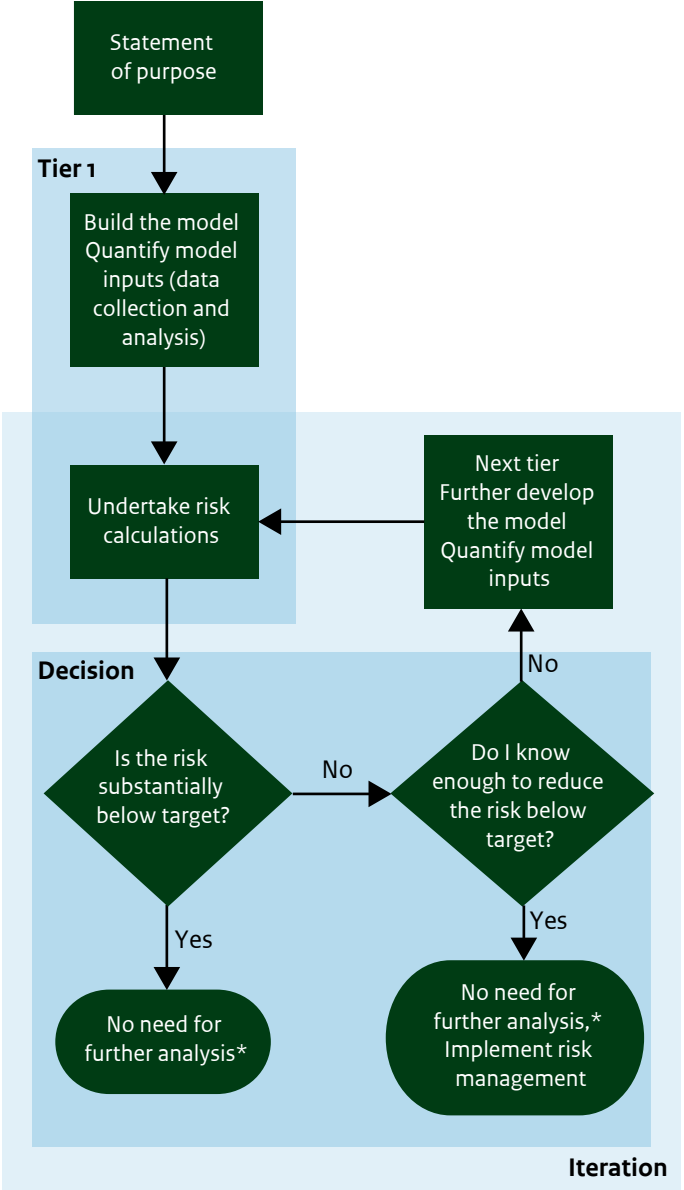 Statement
of purpose
Tier 1
Build the model
Quantify model
inputs (data
collection and
analysis)
Undertake risk
calculations
Next tier
Further develop
the model
Quantify model
inputs
No
Decision
Is the risk
substantially
below target?
No
Do I know
enough to reduce
the risk below
target?
Yes
Yes
No need for
further analysis*
No need for
further analysis,*
Implement risk
management
Iteration